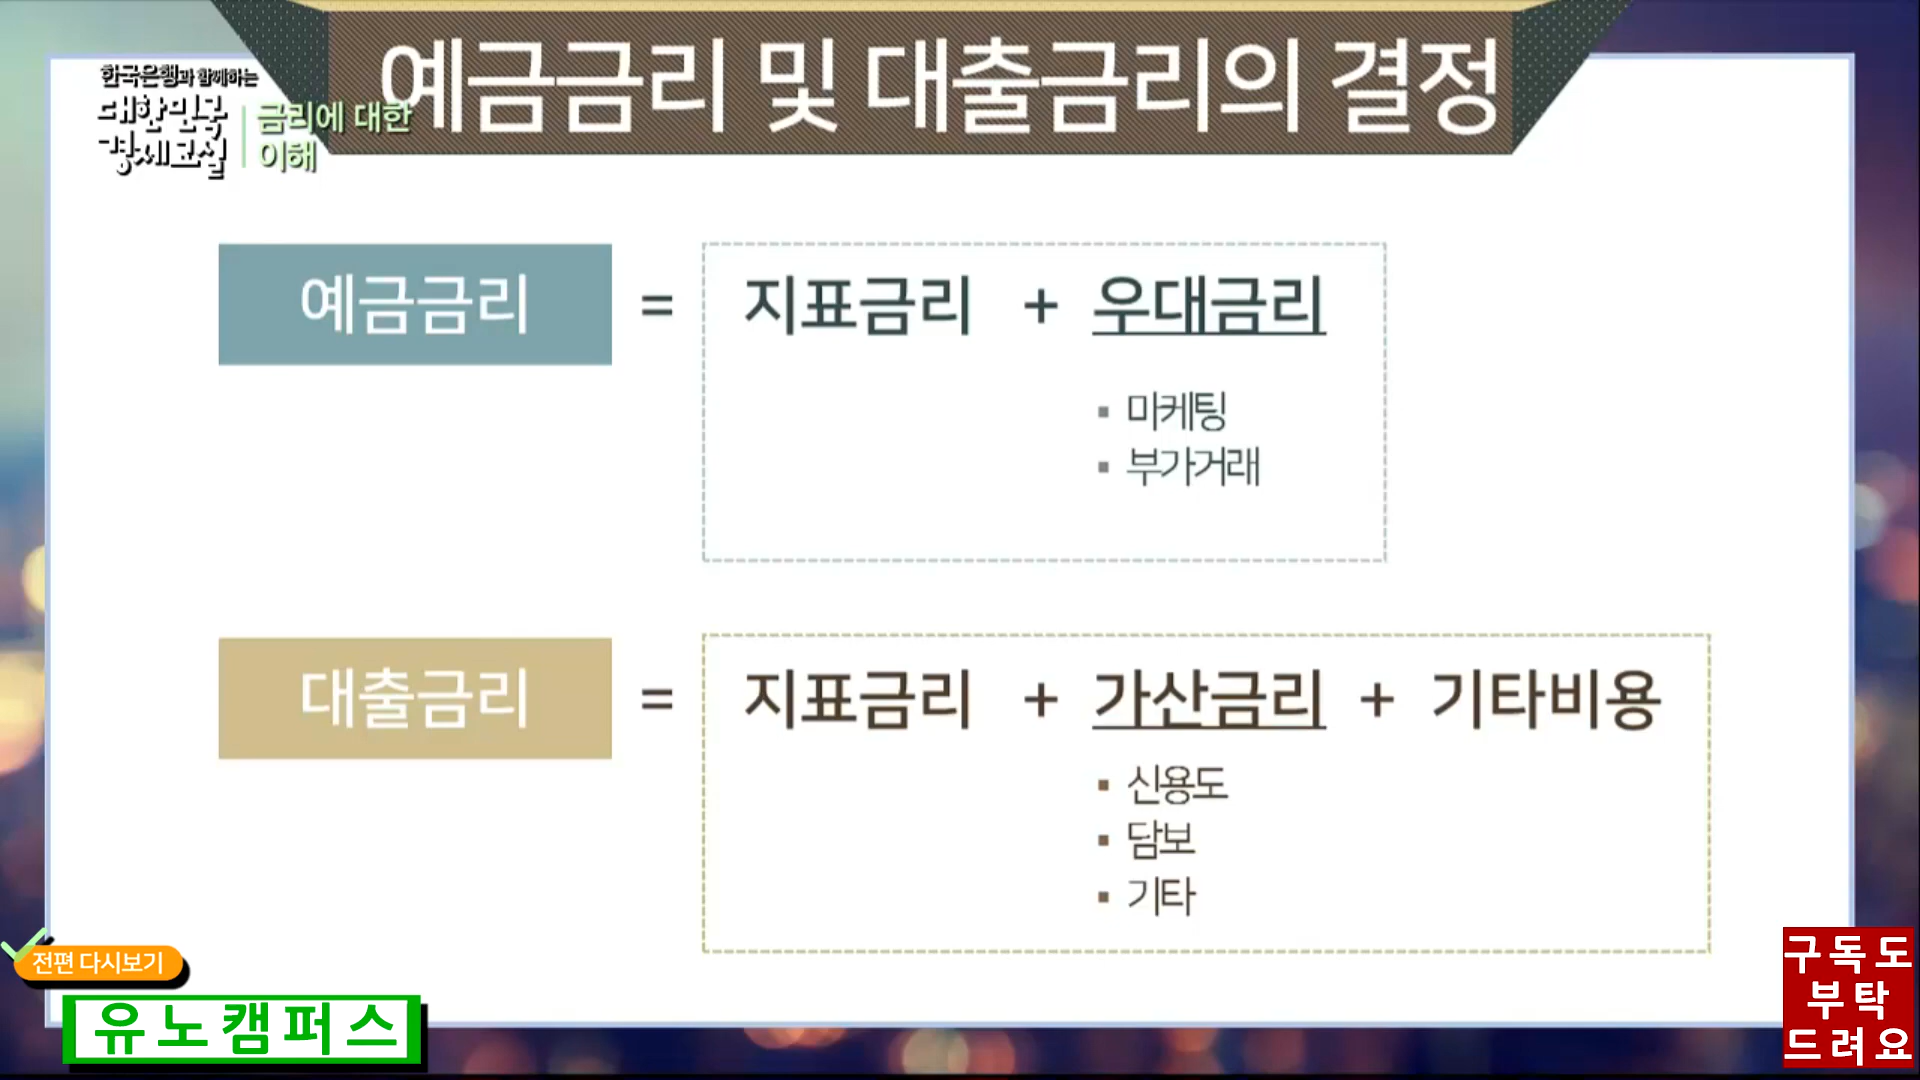 예금금리 및 대출금리의 결정
한국은행과 함께하는
대한민국
경제교실
금리에 대한
이해
예금금리 = 지표금리 + 우대금리
▪ 마케팅
▪ 부가거래
대출금리 = 지표금리 + 가산금리 + 기타비용
▪ 신용도
▪ 담보
▪ 기타
전편 다시보기
유노캠퍼스
구독도
부탁
드려요